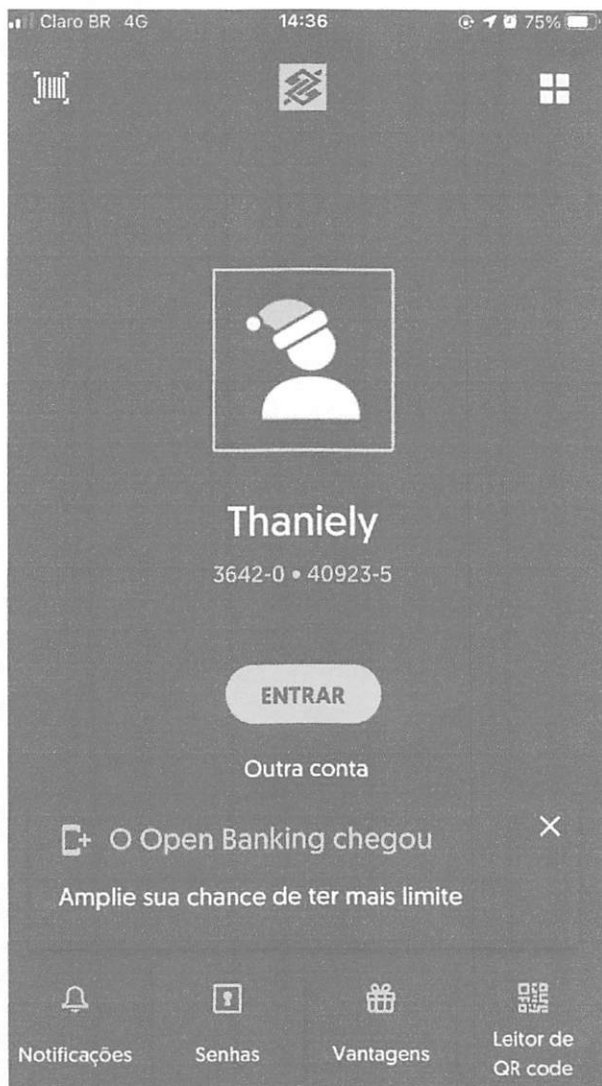 Claro BR 4G 14:36 75%
Thaniely
3642-0 • 40923-5
ENTRAR
Outra conta
O Open Banking chegou
Amplie sua chance de ter mais limite
Notificações Senhas Vantagens Leitor de
QR code